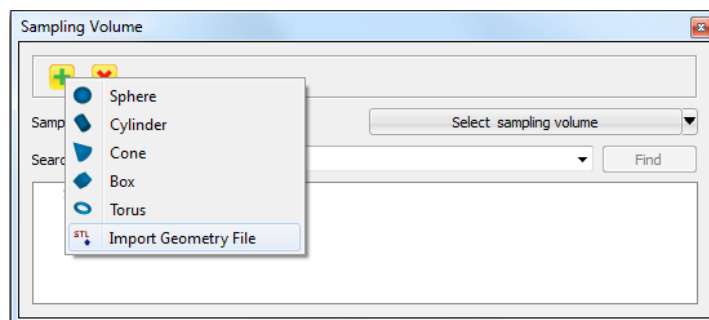 Sampling Volume
Sphere
Cylinder
Samp
Select sampling volume
Cone
Searc
Find
Box
Torus
STL
Import Geometry File